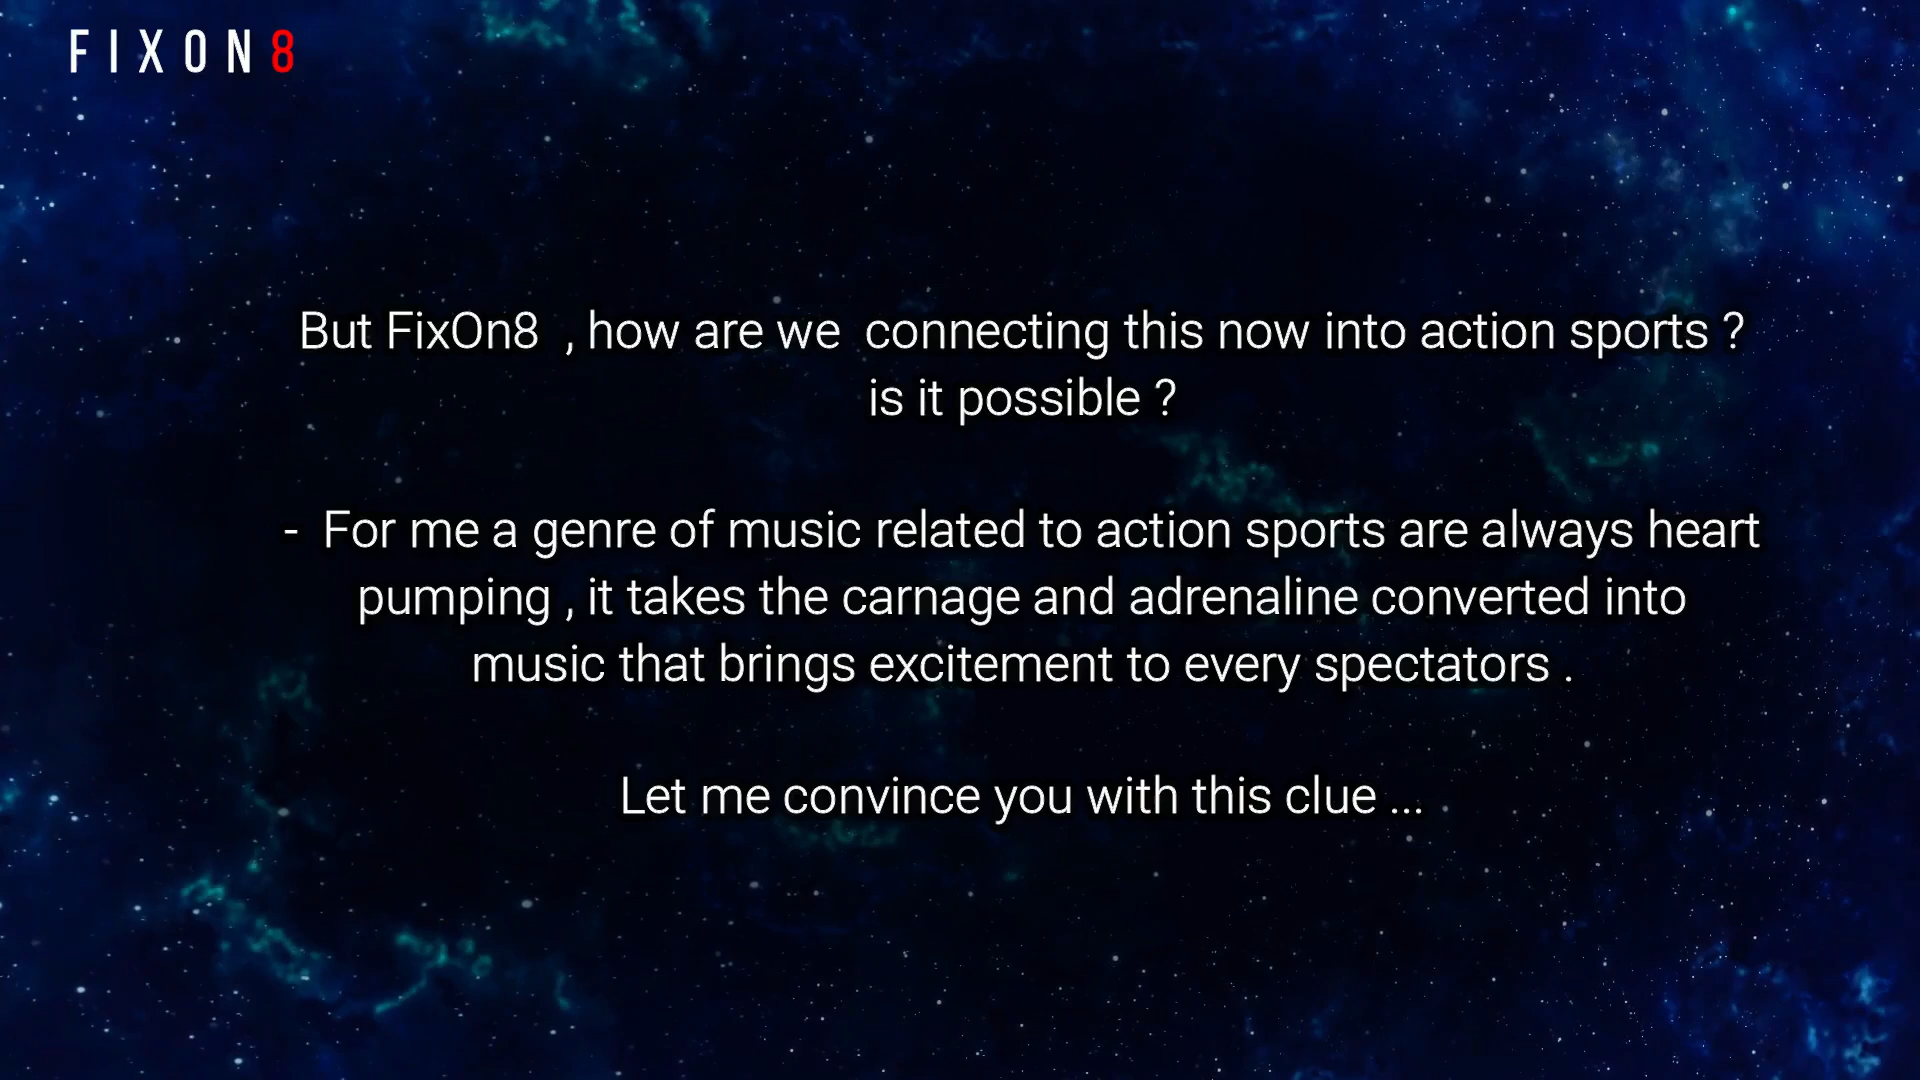 FIXON8
But FixOn8 , how are we connecting this now into action sports ?
is it possible ?
- For me a genre of music related to action sports are always heart
pumping , it takes the carnage and adrenaline converted into
music that brings excitement to every spectators .
Let me convince you with this clue ...